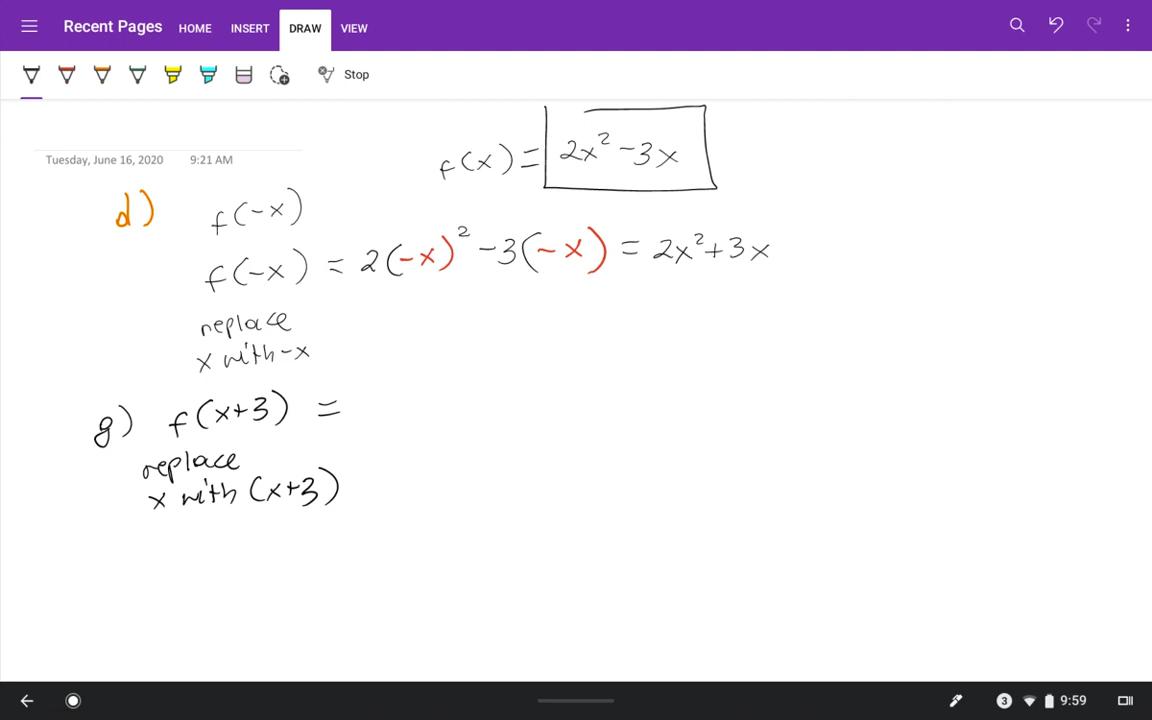 Recent Pages HOME INSERT DRAW VIEW
Stop
Tuesday, June 16, 2020 9:21 AM
f(x) = 2x² -3x
d) f(-x)
f(-x) = 2(-x)² -3(-x) = 2x²+3x
replace
x with -x
g) f(x+3) =
replace
x with (x+3)
3 9:59